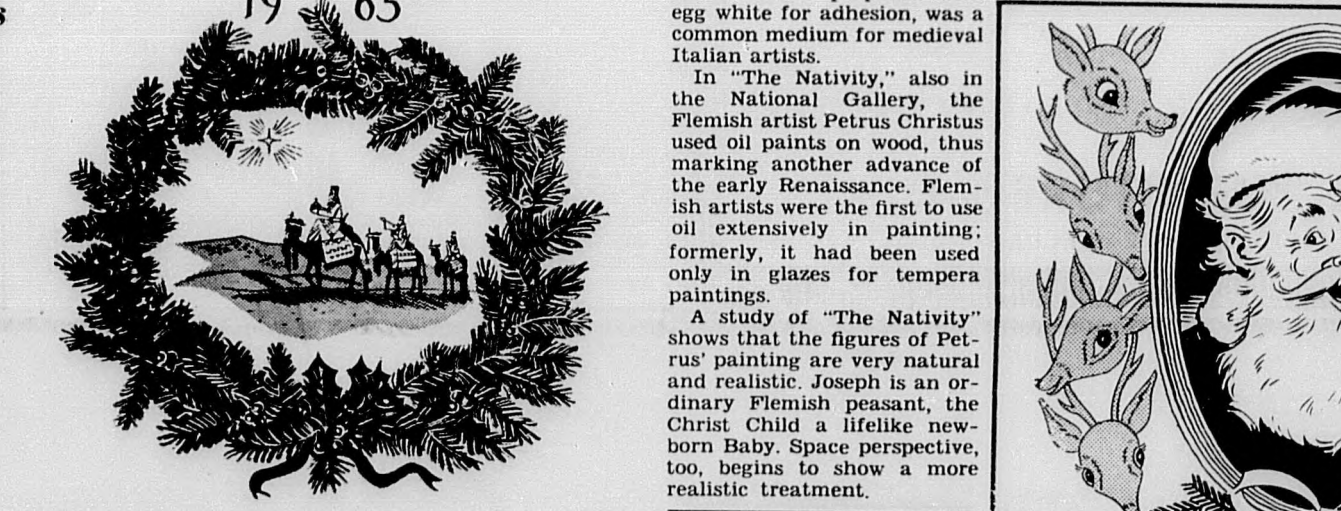 19 65
egg white for adhesion, was a
common medium for medieval
Italian artists.
In "The Nativity," also in
the National Gallery, the
Flemish artist Petrus Christus
used oil paints on wood, thus
marking another advance of
the early Renaissance. Flem-
ish artists were the first to use
oil extensively in painting;
formerly, it had been used
only in glazes for tempera
paintings.
A study of "The Nativity"
shows that the figures of Pet-
rus' painting are very natural
and realistic. Joseph is an or-
dinary Flemish peasant, the
Christ Child a lifelike new-
born Baby. Space perspective,
too, begins to show a more
realistic treatment.